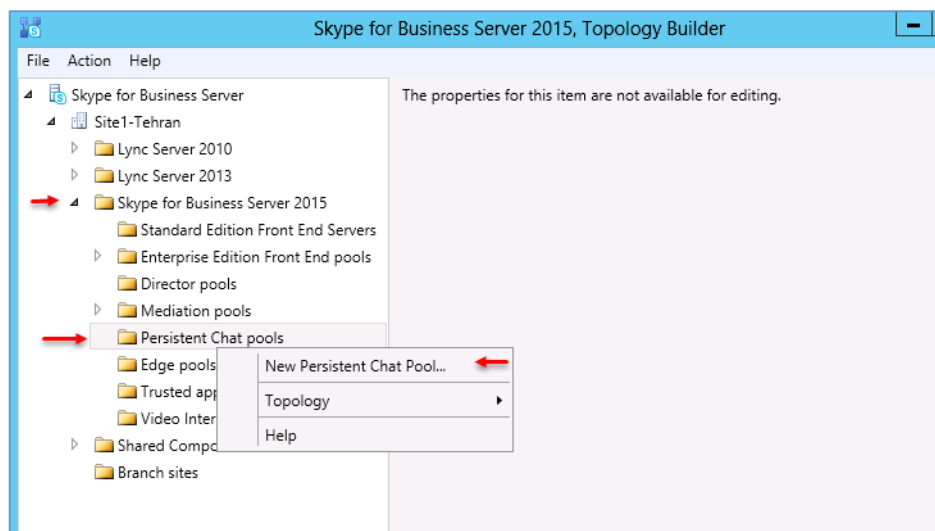 Skype for Business Server 2015, Topology Builder
File Action Help
Skype for Business Server
The properties for this item are not available for editing.
Site1-Tehran
Lync Server 2010
Lync Server 2013
Skype for Business Server 2015
Standard Edition Front End Servers
Enterprise Edition Front End pools
Director pools
Mediation pools
Persistent Chat pools
Edge pools
New Persistent Chat Pool...
Trusted app
Topology
Video Inter
Help
Shared Compo
Branch sites